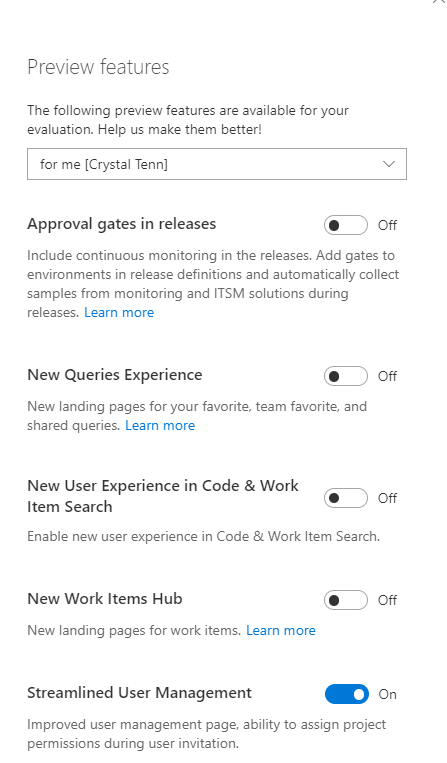 Preview features
The following preview features are available for your
evaluation. Help us make them better!
for me [Crystal Tenn]
Approval gates in releases
Off
Include continuous monitoring in the releases. Add gates to
environments in release definitions and automatically collect
samples from monitoring and ITSM solutions during
releases. Learn more
New Queries Experience
Off
New landing pages for your favorite, team favorite, and
shared queries. Learn more
New User Experience in Code & Work
Item Search
Off
Enable new user experience in Code & Work Item Search.
New Work Items Hub
Off
New landing pages for work items. Learn more
Streamlined User Management
On
Improved user management page, ability to assign project
permissions during user invitation.